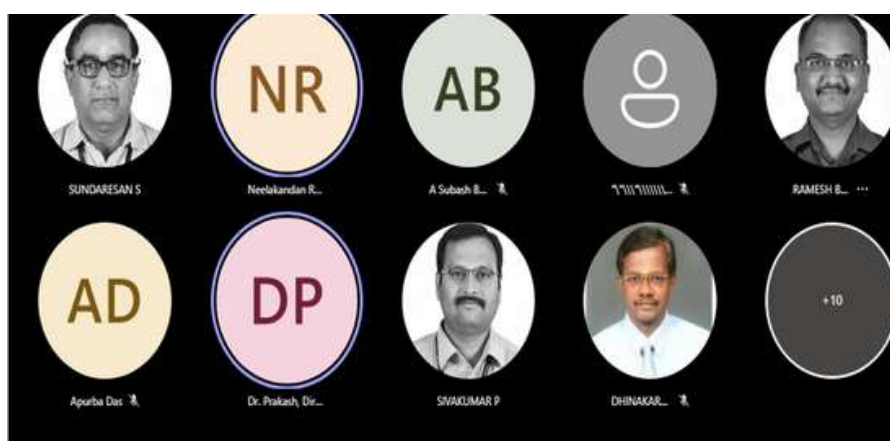 NR AB
SUNDARESAN S Neelakandan R... A Subash B... RAMESH B... ...
AD DP +10
Apurba Das Dr. Prakash, Dir... SIVAKUMAR P DHINAKAR...